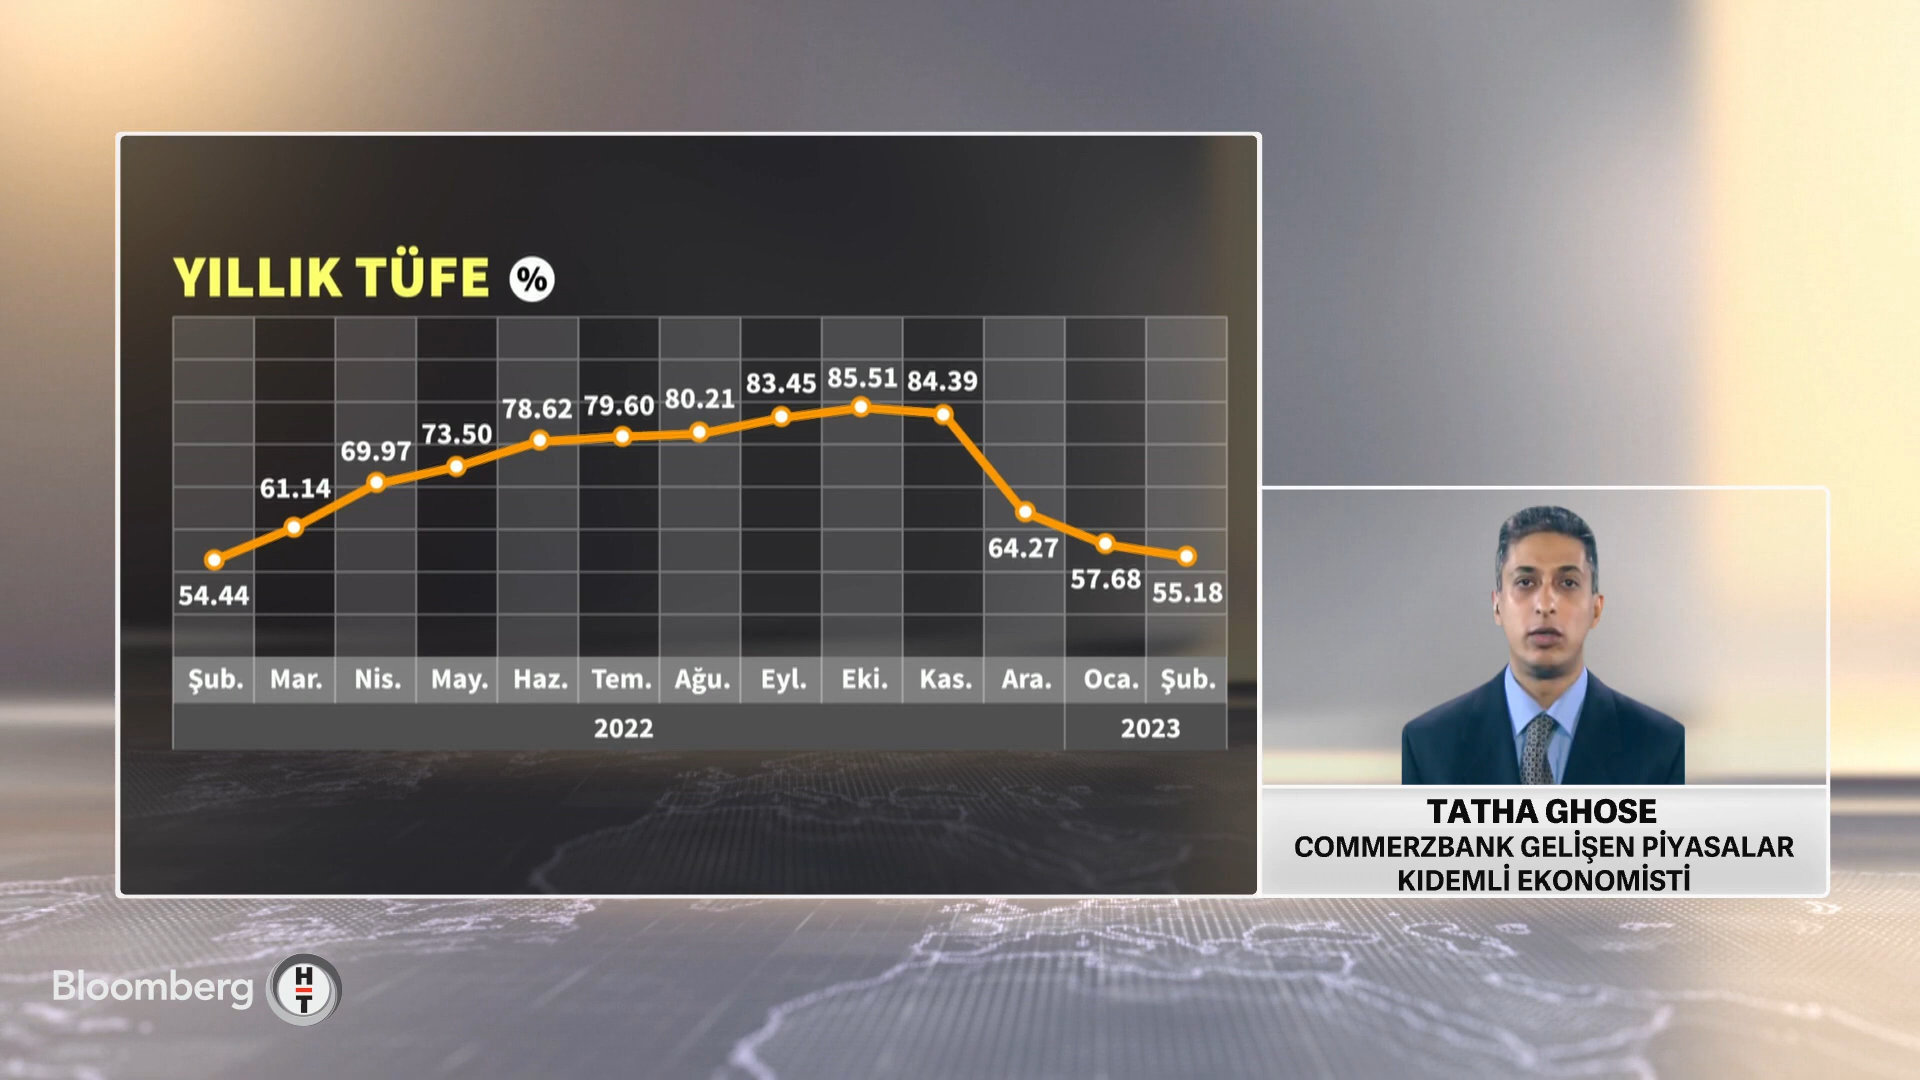 YILLIK TÜFE %
54.44
61.14
69.97
73.50
78.62
79.60
80.21
83.45
85.51
84.39
64.27
57.68
55.18
Şub. Mar. Nis. May. Haz. Tem. Ağu. Eyl. Eki. Kas. Ara. Oca. Şub.
2022 2023
TATHA GHOSE
COMMERZBANK GELİŞEN PİYASALAR
KIDEMLİ EKONOMİSTİ
Bloomberg HT